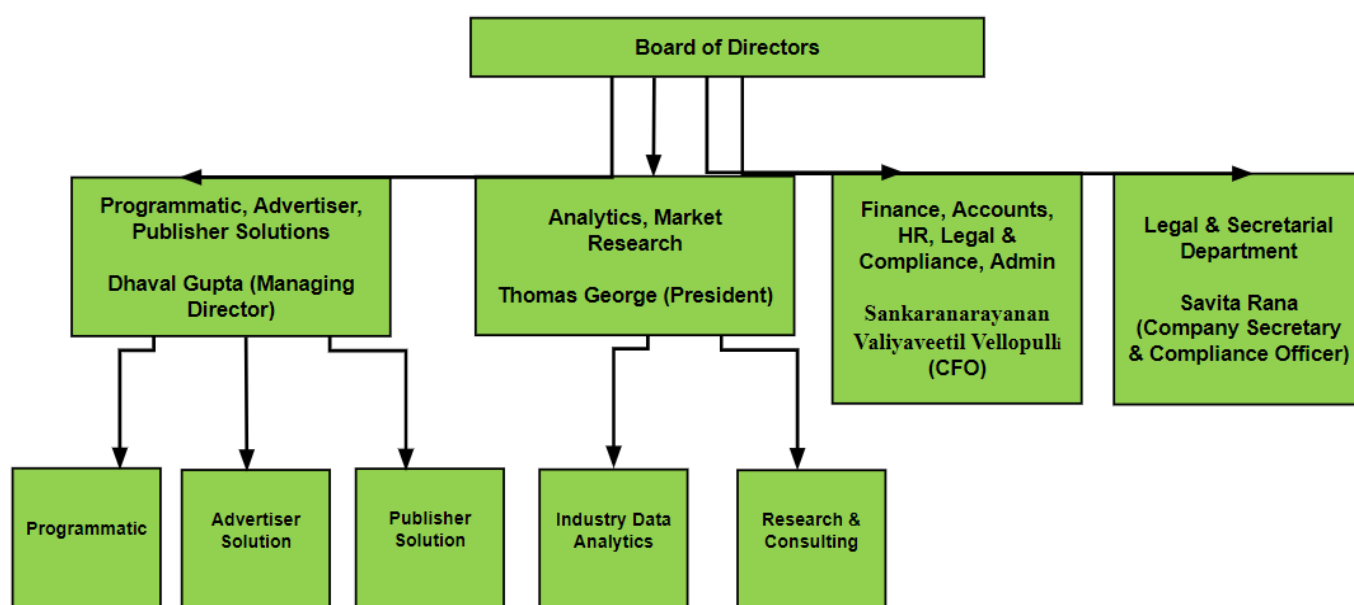 Board of Directors
Programmatic, Advertiser,
Publisher Solutions
Dhaval Gupta (Managing
Director)
Analytics, Market
Research
Thomas George (President)
Finance, Accounts,
HR, Legal &
Compliance, Admin
Sankaranarayanan
Valiyaveetil Vellopulli
(CFO)
Legal & Secretarial
Department
Savita Rana
(Company Secretary
& Compliance Officer)
Programmatic
Advertiser
Solution
Publisher
Solution
Industry Data
Analytics
Research &
Consulting